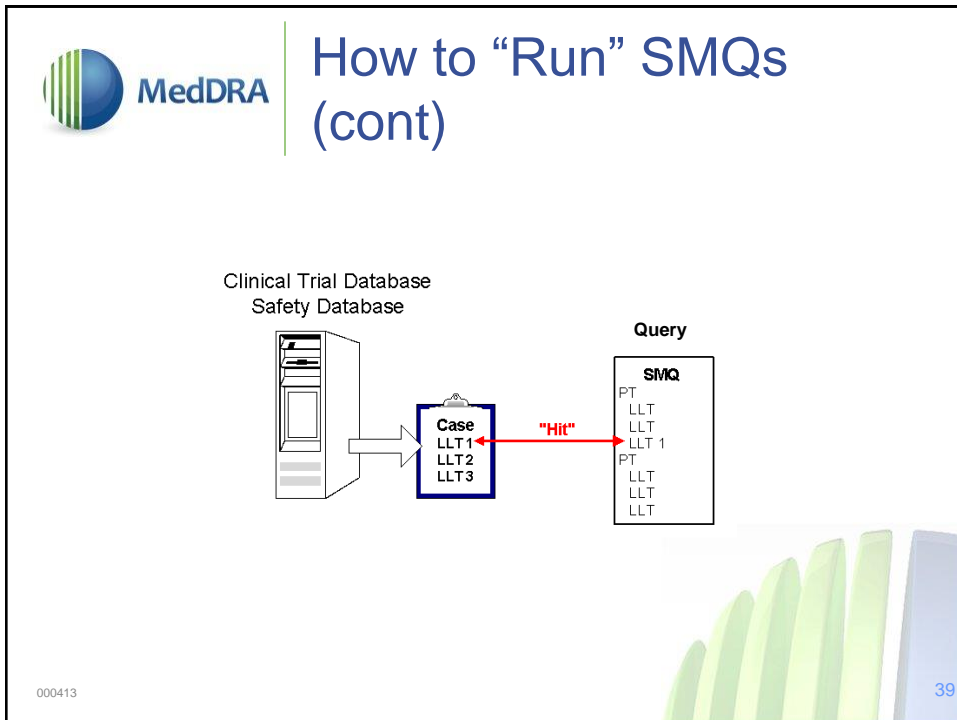 MedDRA
How to “Run” SMQs
(cont)
Clinical Trial Database
Safety Database
Case
LLT1
LLT2
LLT3
"Hit"
Query
SMQ
PT
LLT
LLT
LLT 1
PT
LLT
LLT
LLT
000413
39